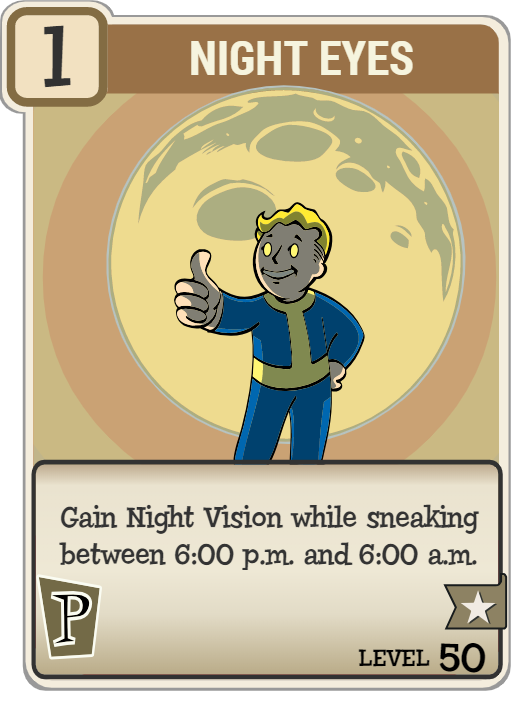 1
NIGHT EYES
Gain Night Vision while sneaking
between 6:00 p.m. and 6:00 a.m.
P
LEVEL 50